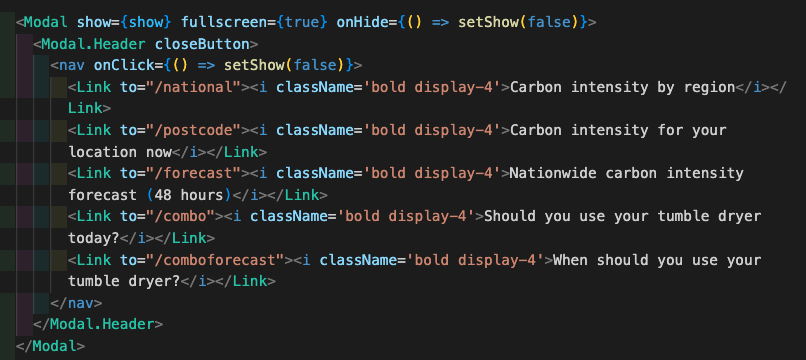 <Modal show={show} fullscreen={true} onHide={() => setShow(false)}>
<Modal.Header closeButton>
<nav onClick={() => setShow(false)}>
<Link to="/national"><i className='bold display-4'>Carbon intensity by region</i></
Link>
<Link to="/postcode"><i className='bold display-4'>Carbon intensity for your
location now</i></Link>
<Link to="/forecast"><i className='bold display-4'>Nationwide carbon intensity
forecast (48 hours)</i></Link>
<Link to="/combo"><i className='bold display-4'>Should you use your tumble dryer
today?</i></Link>
<Link to="/comboforecast"><i className='bold display-4'>When should you use your
tumble dryer?</i></Link>
</nav>
</Modal.Header>
</Modal>